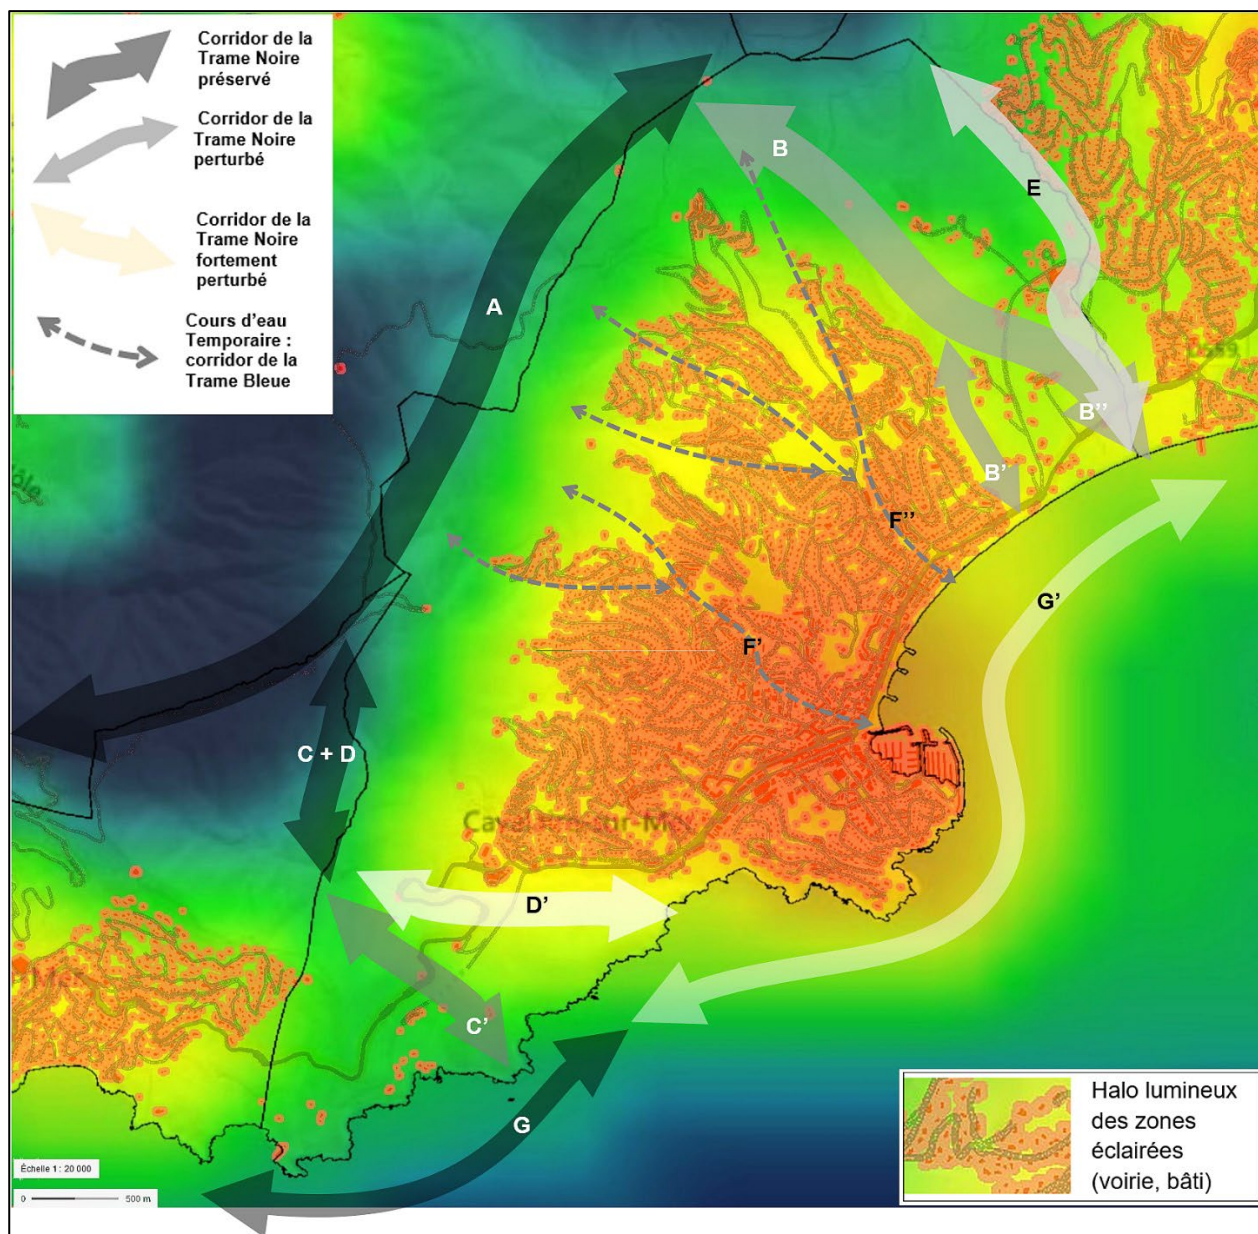 Corridor de la
Trame Noire
préservé
Corridor de la
Trame Noire
perturbé
Corridor de la
Trame Noire
fortement
perturbé
Cours d'eau
Temporaire :
corridor de la
Trame Bleue
A
B
E
B''
B'
F''
G'
F'
C + D
D'
C'
G
Halo lumineux
des zones
éclairées
(voirie, bâti)
Échelle 1 : 20 000
0 500 m